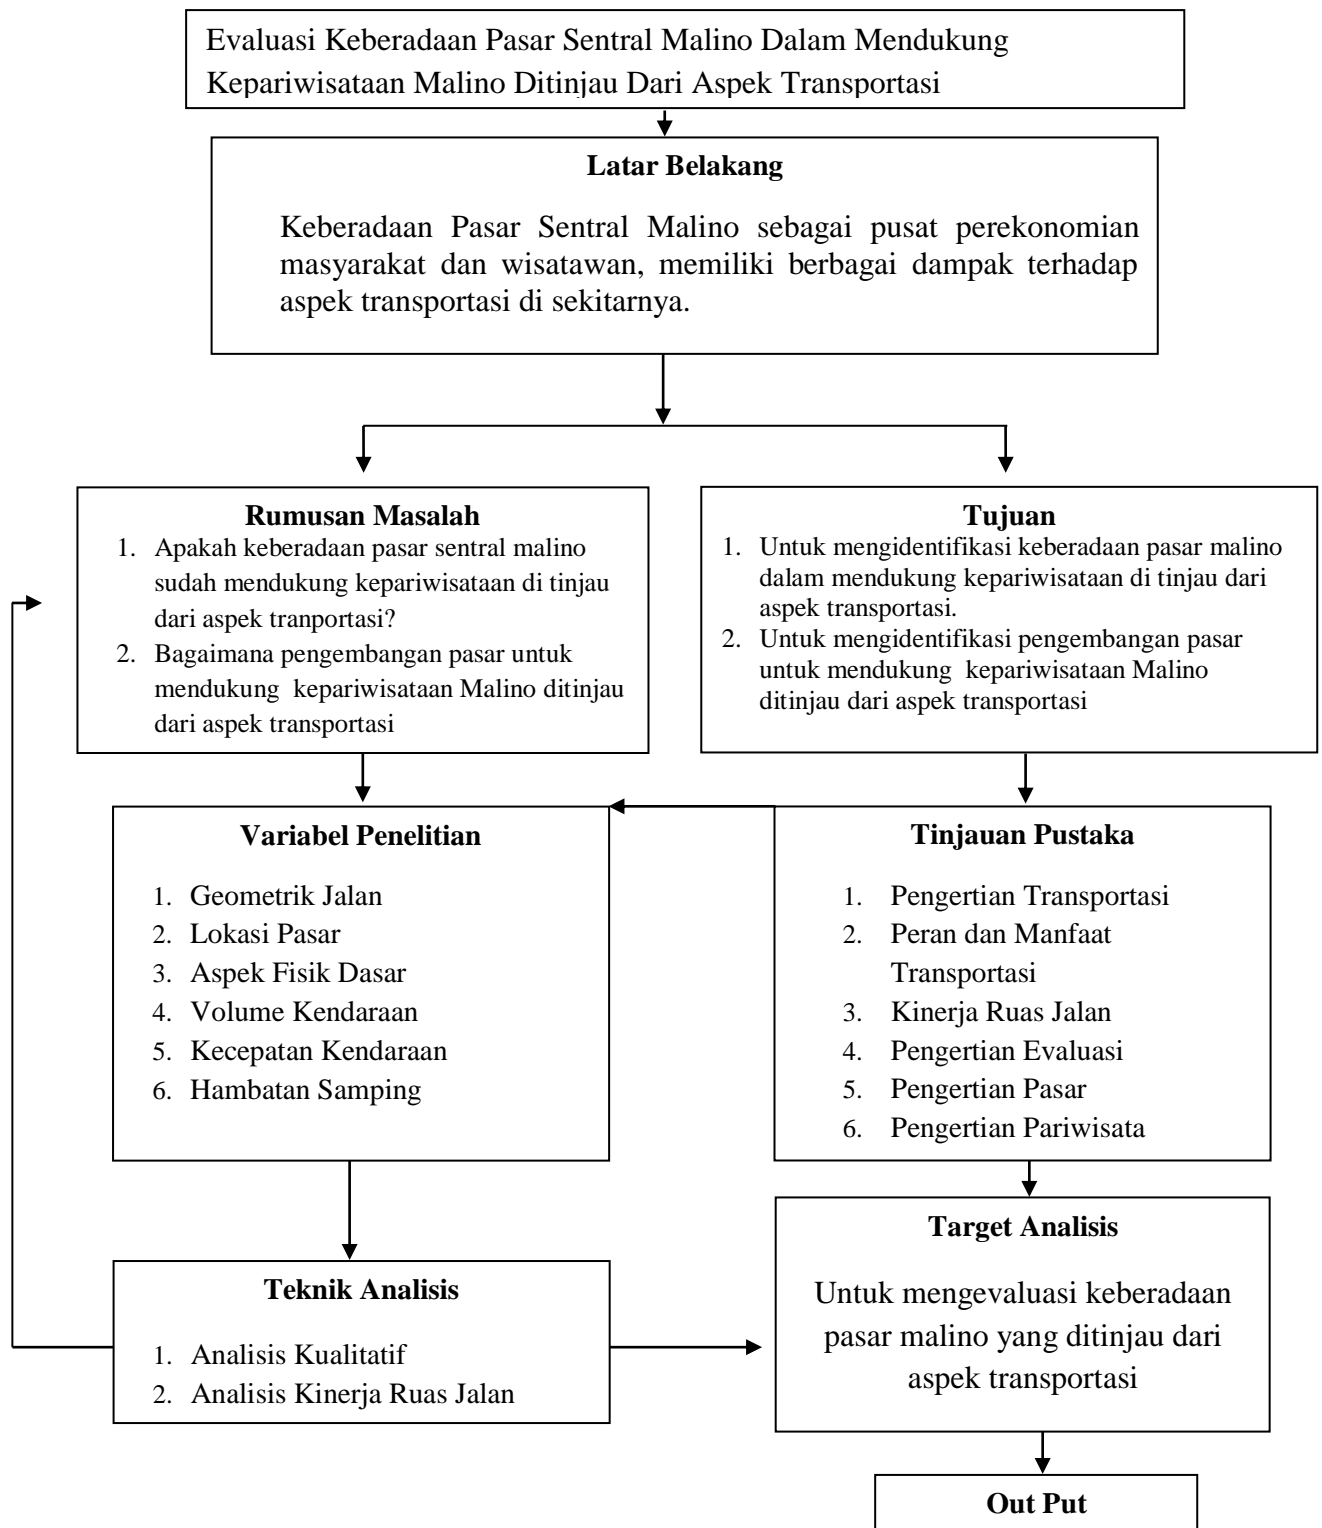 Evaluasi Keberadaan Pasar Sentral Malino Dalam Mendukung
Kepariwisataan Malino Ditinjau Dari Aspek Transportasi
Latar Belakang
Keberadaan Pasar Sentral Malino sebagai pusat perekonomian
masyarakat dan wisatawan, memiliki berbagai dampak terhadap
aspek transportasi di sekitarnya.
Rumusan Masalah
1. Apakah keberadaan pasar sentral malino
sudah mendukung kepariwisataan di tinjau
dari aspek tranportasi?
2. Bagaimana pengembangan pasar untuk
mendukung kepariwisataan Malino ditinjau
dari aspek transportasi
Tujuan
1. Untuk mengidentifikasi keberadaan pasar malino
dalam mendukung kepariwisataan di tinjau dari
aspek transportasi.
2. Untuk mengidentifikasi pengembangan pasar
untuk mendukung kepariwisataan Malino
ditinjau dari aspek transportasi
Variabel Penelitian
1. Geometrik Jalan
2. Lokasi Pasar
3. Aspek Fisik Dasar
4. Volume Kendaraan
5. Kecepatan Kendaraan
6. Hambatan Samping
Tinjauan Pustaka
1. Pengertian Transportasi
2. Peran dan Manfaat
Transportasi
3. Kinerja Ruas Jalan
4. Pengertian Evaluasi
5. Pengertian Pasar
6. Pengertian Pariwisata
Teknik Analisis
1. Analisis Kualitatif
2. Analisis Kinerja Ruas Jalan
Target Analisis
Untuk mengevaluasi keberadaan
pasar malino yang ditinjau dari
aspek transportasi
Out Put